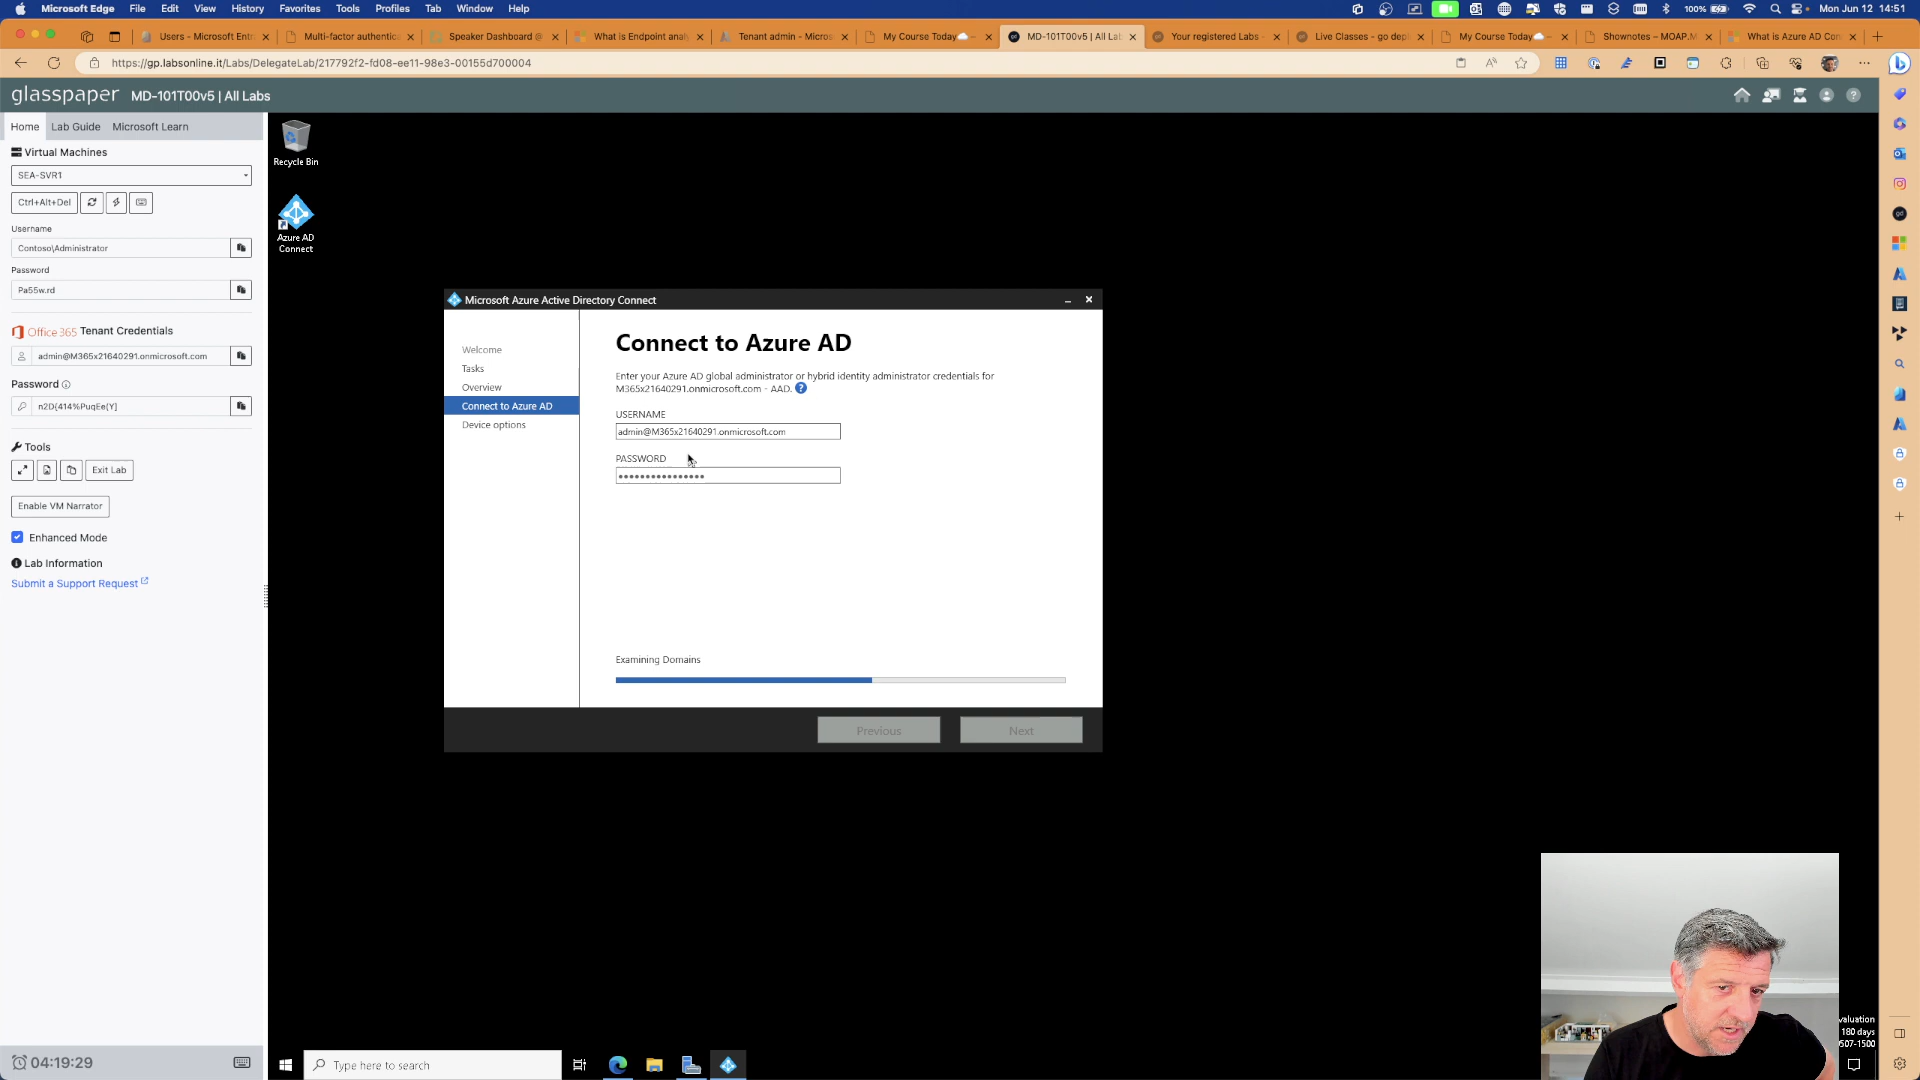 Microsoft Edge File Edit View History Favorites Tools Profiles Tab Window Help
100% Mon Jun 12 14:51
Users - Microsoft Ent
Multi-factor authentic
Speaker Dashboard @
What is Endpoint anal
Tenant admin - Micros
My Course Today
MD-101T00v5 | All La
Your registered Labs -
Live Classes - go dep
My Course Today
Shownotes – MOAP.M
What is Azure AD Con
https://gp.labsonline.it/Labs/DelegateLab/217792f2-fd08-ee11-98e3-00155d700004
glasspaper MD-101T00v5 | All Labs
Home Lab Guide Microsoft Learn
Virtual Machines
SEA-SVR1
Ctrl+Alt+Del
Username
Contoso\Administrator
Password
Pa55w.rd
Office 365 Tenant Credentials
admin@M365x21640291.onmicrosoft.com
Password
n2D{414%PuqEe(Y]
Tools
Exit Lab
Enable VM Narrator
Enhanced Mode
Lab Information
Submit a Support Request
04:19:29
Recycle Bin
Azure AD
Connect
Microsoft Azure Active Directory Connect
Welcome
Tasks
Overview
Connect to Azure AD
Device options
Connect to Azure AD
Enter your Azure AD global administrator or hybrid identity administrator credentials for
M365x21640291.onmicrosoft.com - AAD. ?
USERNAME
admin@M365x21640291.onmicrosoft.com
PASSWORD
••••••••••••••••
Examining Domains
Previous Next
valuation
180 days
507-1500
Type here to search